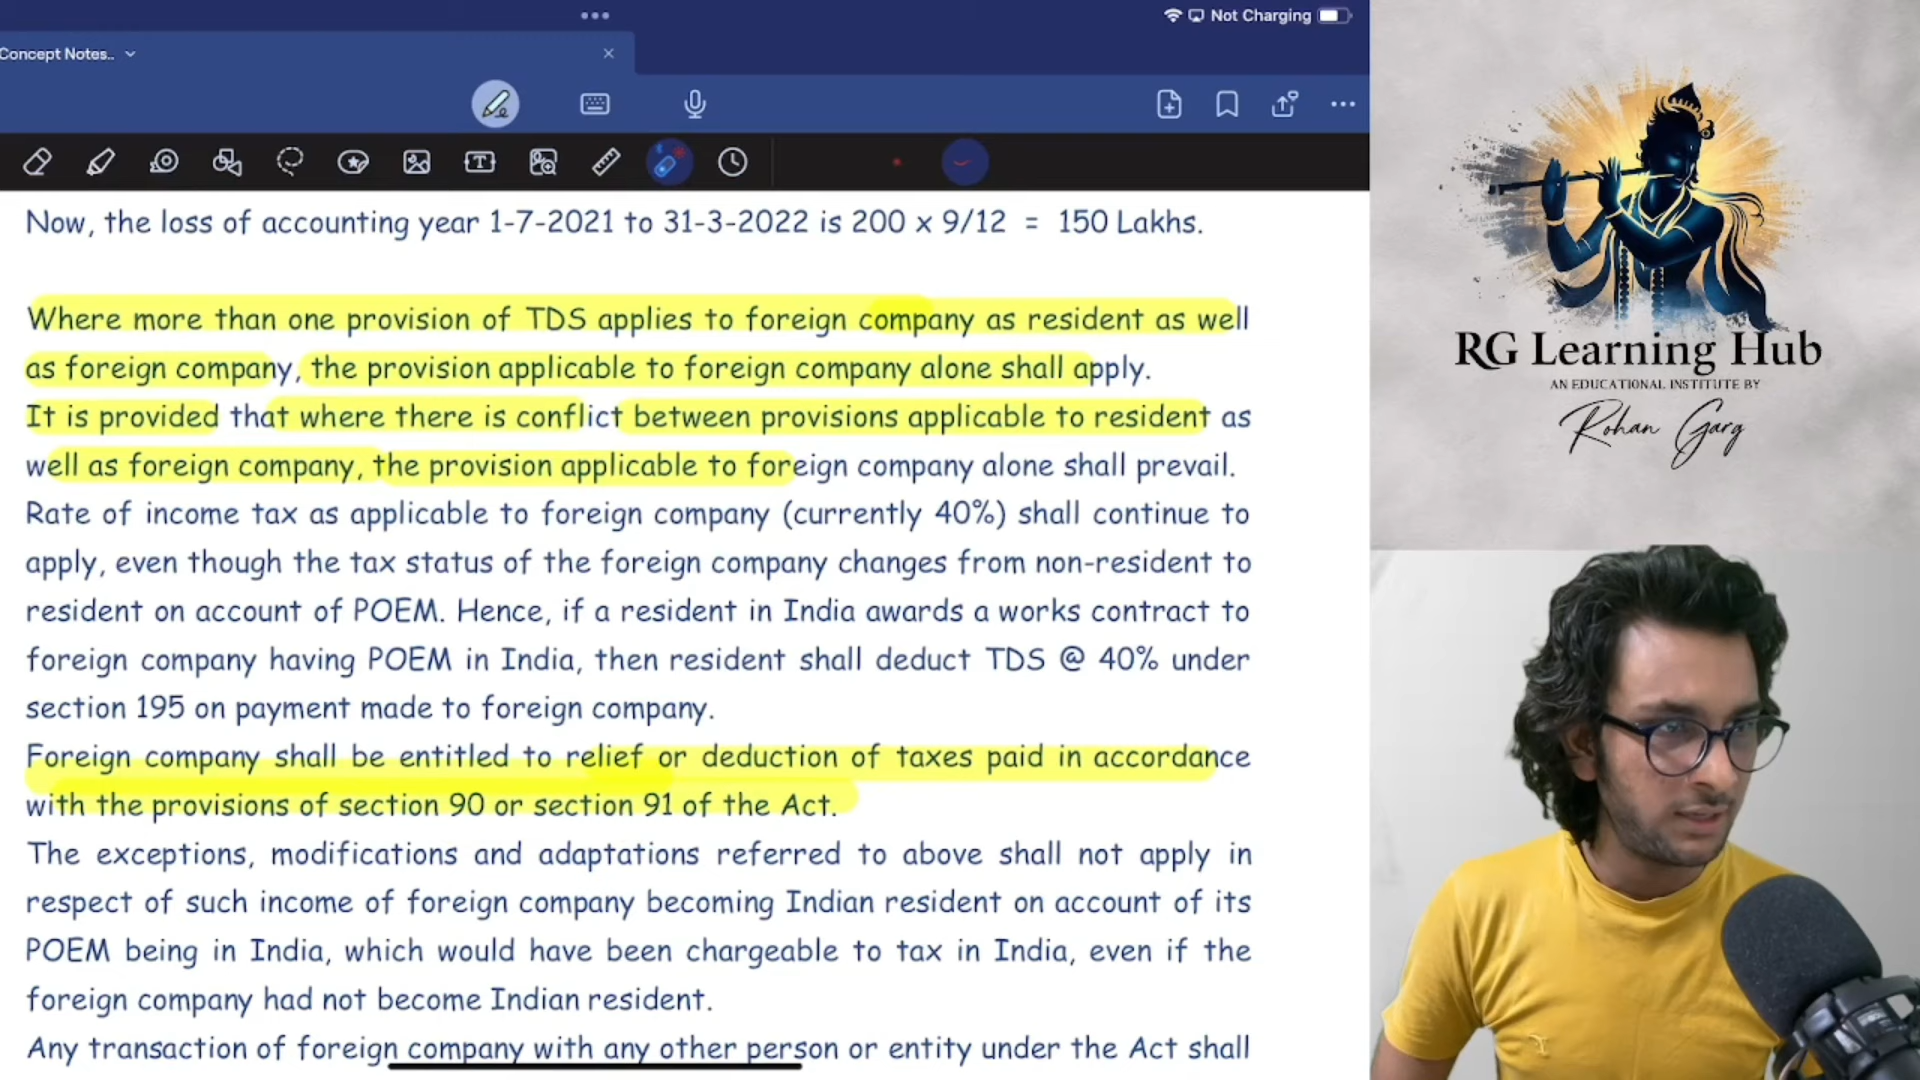 Not Charging
Concept Notes..
Now, the loss of accounting year 1-7-2021 to 31-3-2022 is 200 x 9/12 = 150 Lakhs.
Where more than one provision of TDS applies to foreign company as resident as well
as foreign company, the provision applicable to foreign company alone shall apply.
It is provided that where there is conflict between provisions applicable to resident as
well as foreign company, the provision applicable to foreign company alone shall prevail.
Rate of income tax as applicable to foreign company (currently 40%) shall continue to
apply, even though the tax status of the foreign company changes from non-resident to
resident on account of POEM. Hence, if a resident in India awards a works contract to
foreign company having POEM in India, then resident shall deduct TDS @ 40% under
section 195 on payment made to foreign company.
Foreign company shall be entitled to relief or deduction of taxes paid in accordance
with the provisions of section 90 or section 91 of the Act.
The exceptions, modifications and adaptations referred to above shall not apply in
respect of such income of foreign company becoming Indian resident on account of its
POEM being in India, which would have been chargeable to tax in India, even if the
foreign company had not become Indian resident.
Any transaction of foreign company with any other person or entity under the Act shall
RG Learning Hub
AN EDUCATIONAL INSTITUTE BY
Rohan Garg